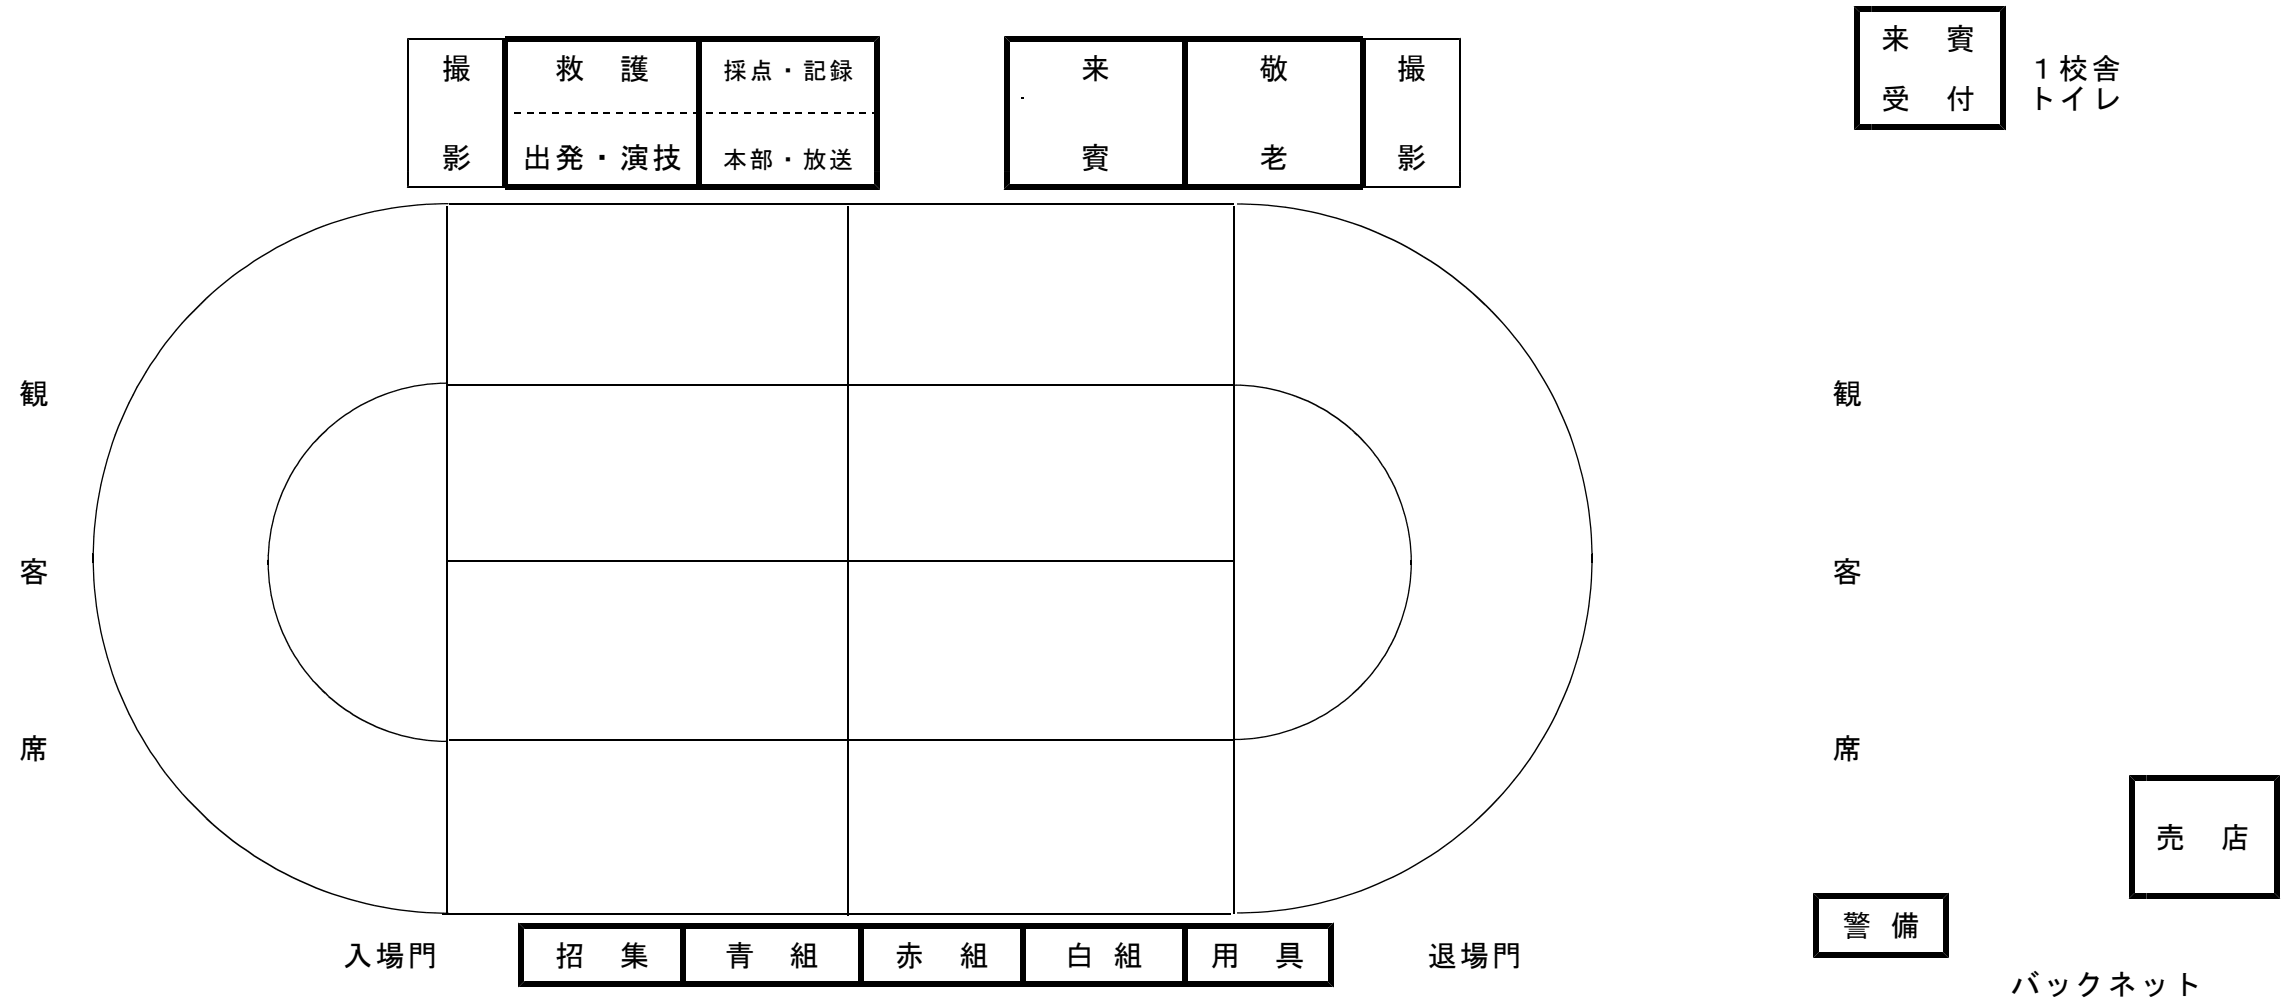 来　賓
受　付
１校舎
トイレ
撮影
救　護
採点・記録
出発・演技
本部・放送
来賓
敬老
撮影
観客席
観客席
売　店
警 備
入場門
招　集
青　組
赤　組
白 組
用　具
退場門
バックネット